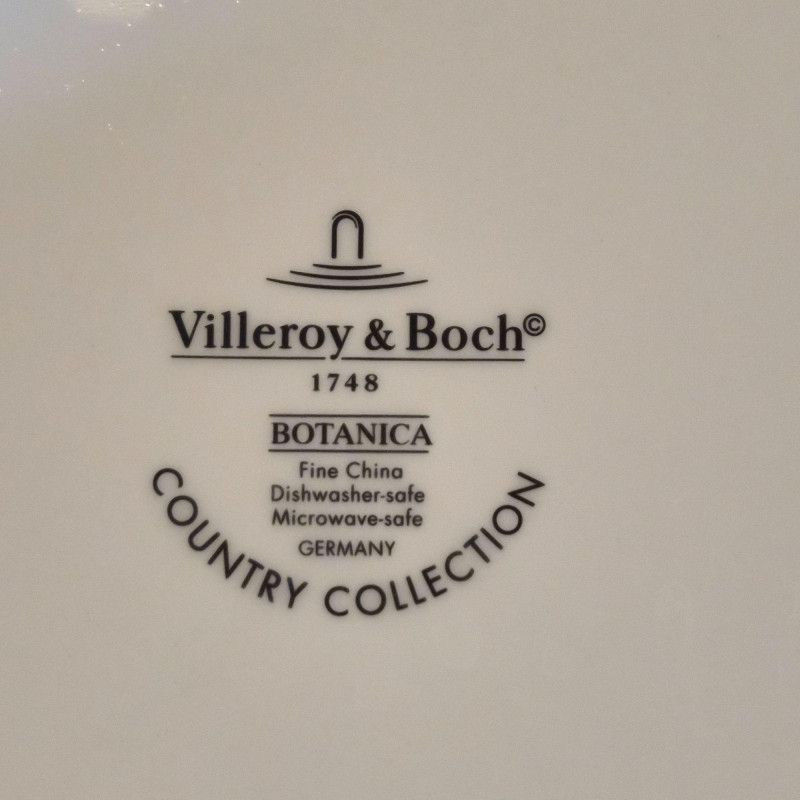 Villeroy & Boch©
1748
BOTANICA
Fine China
Dishwasher-safe
Microwave-safe
GERMANY
COUNTRY COLLECTION